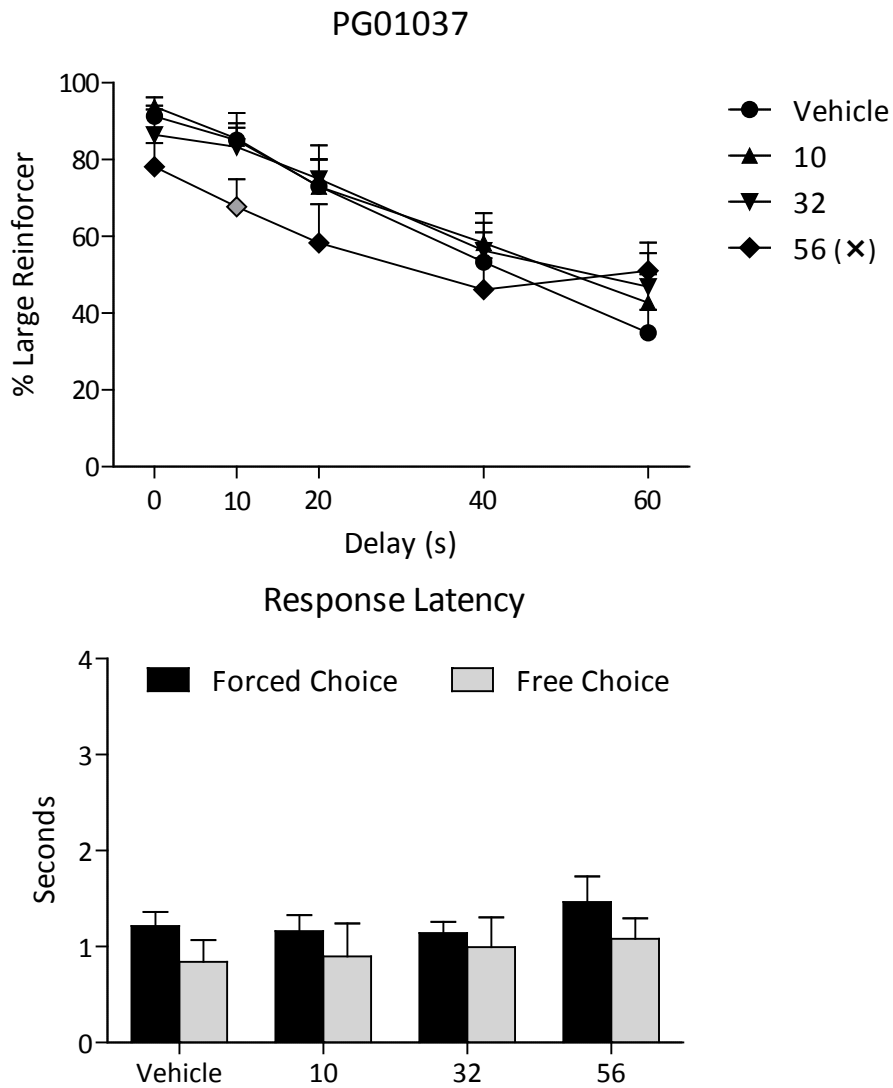 PG01037
100
80
60
40
20
0
% Large Reinforcer
0 10 20 40 60
Delay (s)
Vehicle
10
32
56 (×)
Response Latency
Forced Choice Free Choice
4
3
2
1
0
Seconds
Vehicle 10 32 56